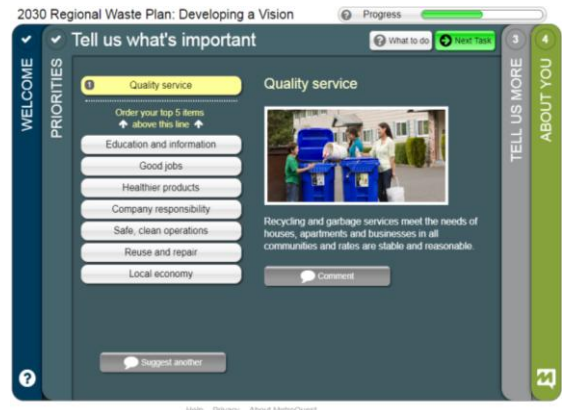 2030 Regional Waste Plan: Developing a Vision
? Progress
WELCOME
PRIORITIES
Tell us what's important
? What to do
Next Task
1 Quality service
Order your top 5 items
above this line
Education and information
Good jobs
Healthier products
Company responsibility
Safe, clean operations
Reuse and repair
Local economy
Suggest another
Quality service
Recycling and garbage services meet the needs of
houses, apartments and businesses in all
communities and rates are stable and reasonable.
Comment
3
TELL US MORE
4
ABOUT YOU
?
Help Privacy About MetroQuest